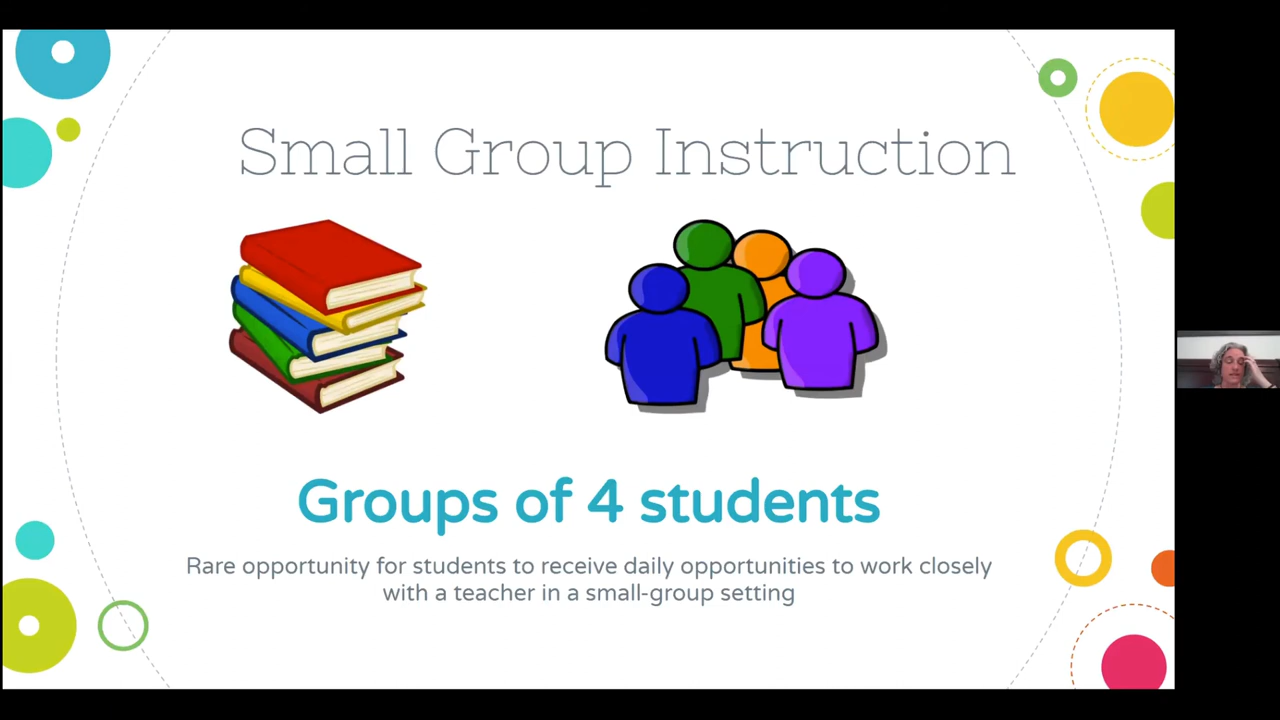 Small Group Instruction
Groups of 4 students
Rare opportunity for students to receive daily opportunities to work closely
with a teacher in a small-group setting